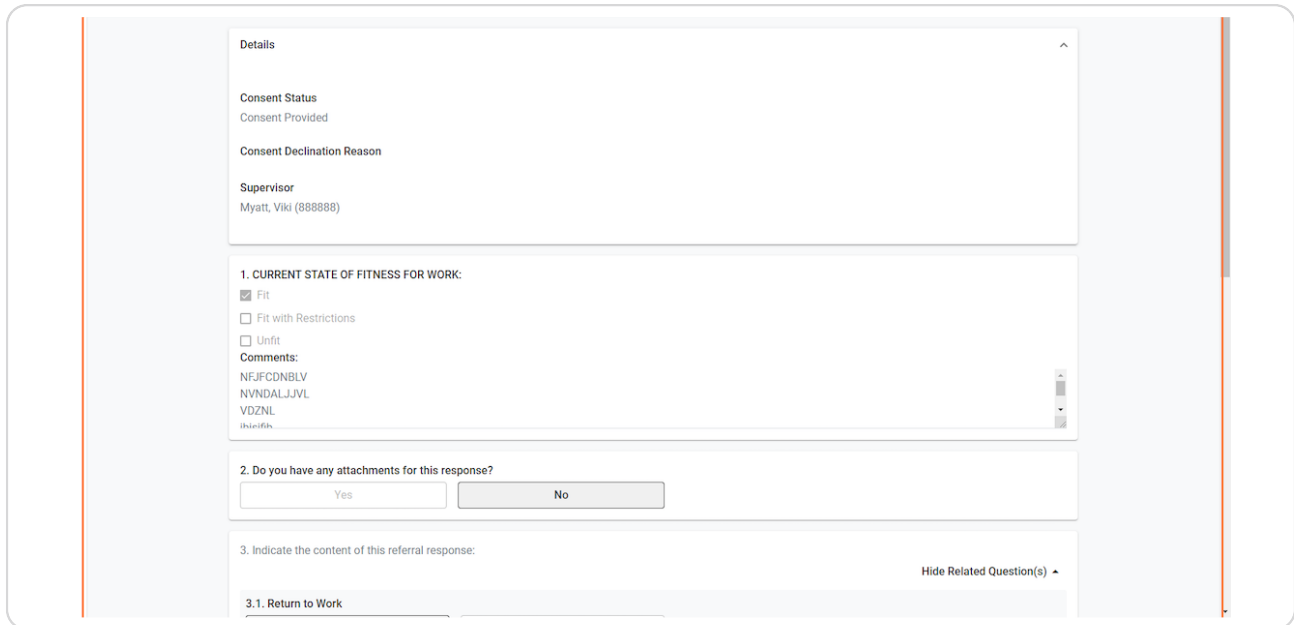 Details
Consent Status
Consent Provided
Consent Declination Reason
Supervisor
Myatt, Viki (888888)
1. CURRENT STATE OF FITNESS FOR WORK:
Fit
Fit with Restrictions
Unfit
Comments:
NFJFCDNBLV
NVNDALJJVL
VDZNL
2. Do you have any attachments for this response?
Yes No
3. Indicate the content of this referral response:
Hide Related Question(s)
3.1. Return to Work